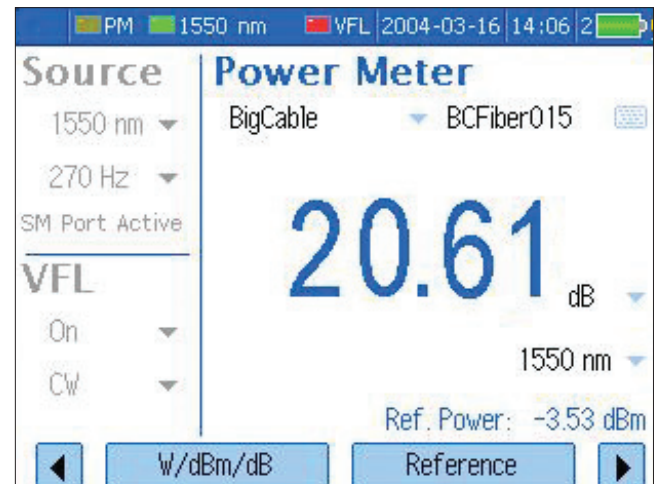 PM 1550 nm VFL 2004-03-16 14:06 2
Source
1550 nm
270 Hz
SM Port Active
VFL
On
CW
Power Meter
BigCable BCFiber015
20.61 dB
1550 nm
Ref. Power: -3.53 dBm
W/dBm/dB Reference